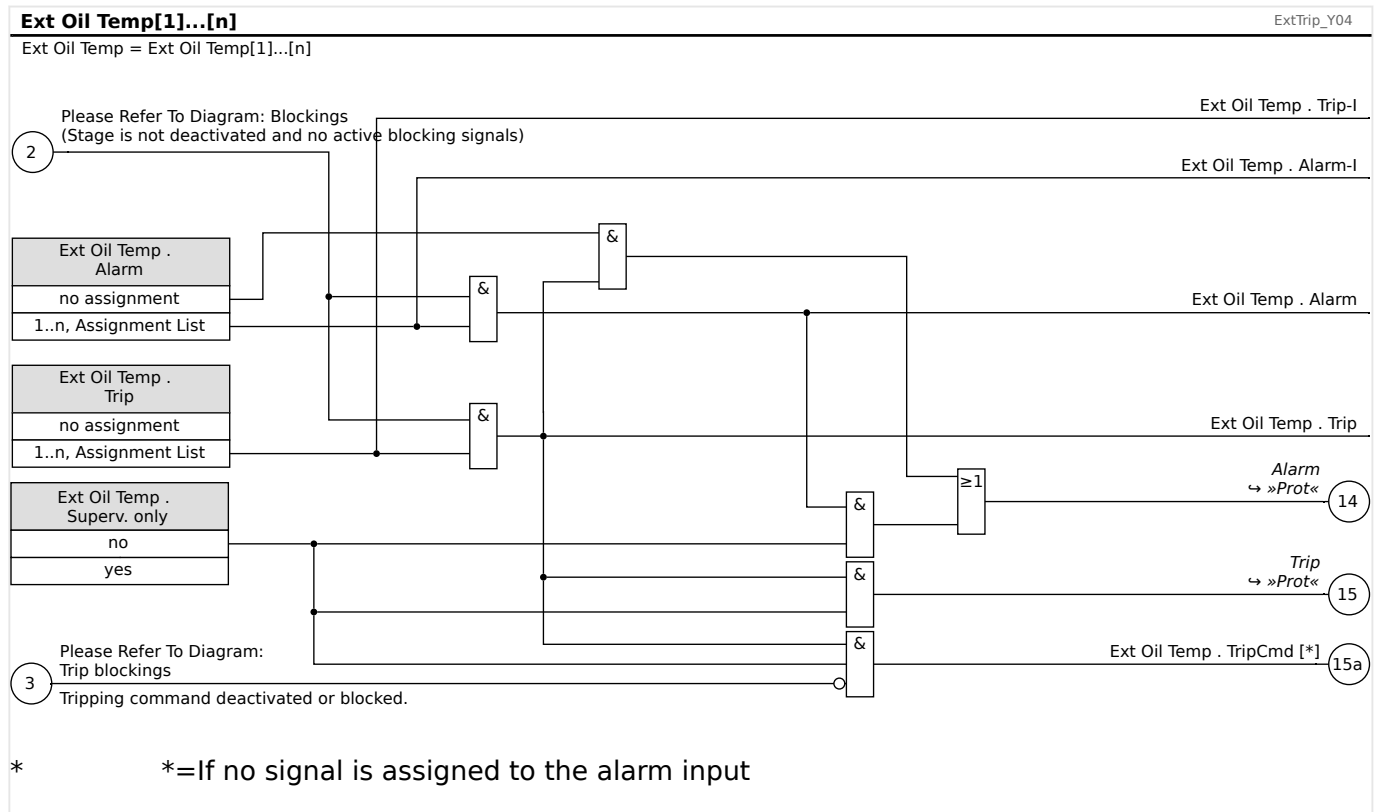 Ext Oil Temp[1]...[n]
ExtTrip_Y04
Ext Oil Temp = Ext Oil Temp[1]...[n]
Ext Oil Temp . Trip-I
Please Refer To Diagram: Blockings
(Stage is not deactivated and no active blocking signals)
2
Ext Oil Temp . Alarm-I
&
Ext Oil Temp .
Alarm
no assignment
1..n, Assignment List
&
Ext Oil Temp . Alarm
Ext Oil Temp .
Trip
no assignment
1..n, Assignment List
&
Ext Oil Temp . Trip
Ext Oil Temp .
Superv. only
no
yes
≥1
Alarm
↪ »Prot«
14
&
&
Trip
↪ »Prot«
15
&
Ext Oil Temp . TripCmd [*]
15a
Please Refer To Diagram:
Trip blockings
3
Tripping command deactivated or blocked.
* *=If no signal is assigned to the alarm input